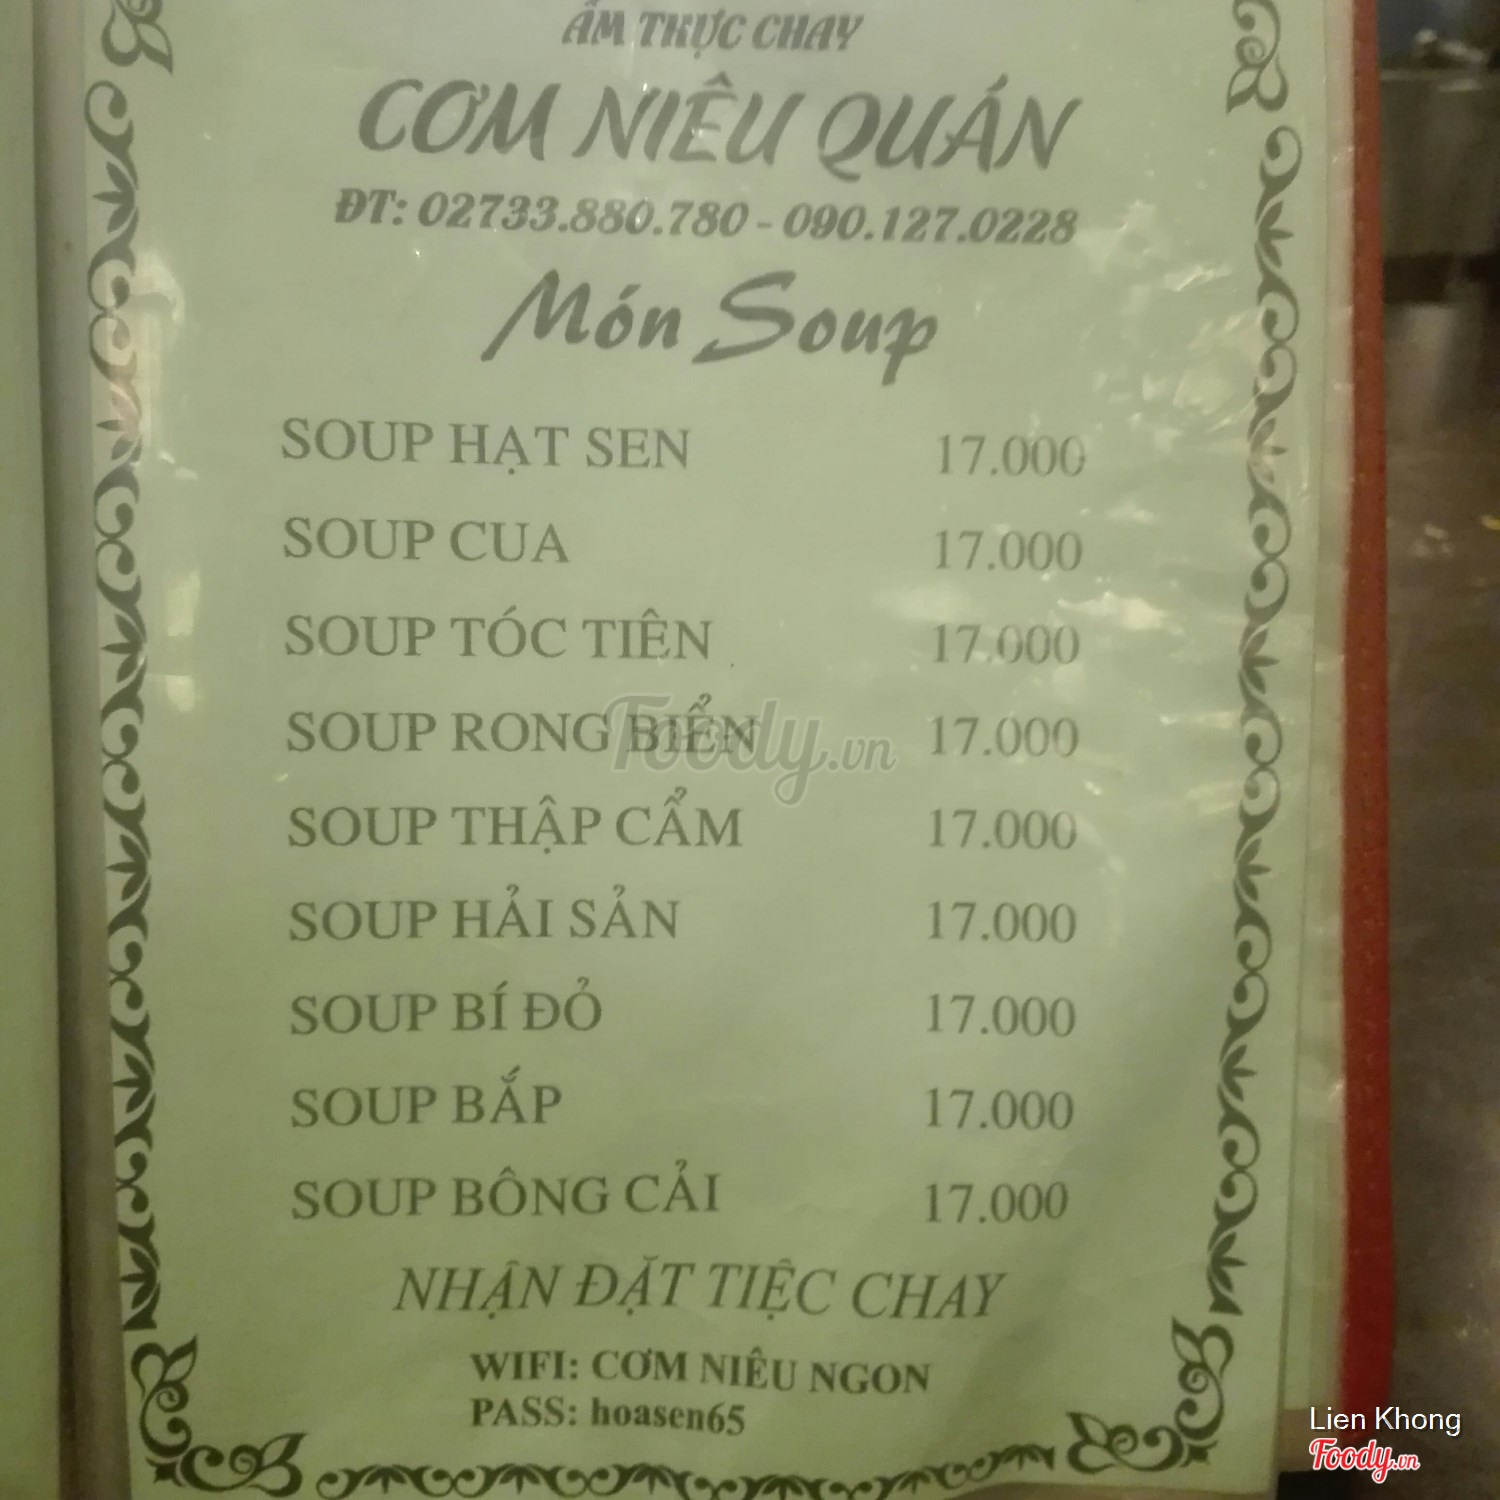 ẨM THỰC CHAY
CƠM NIÊU QUÁN
ĐT: 02733.880.780 - 090.127.0228
Món Soup
SOUP HẠT SEN 17.000
SOUP CUA 17.000
SOUP TÓC TIÊN 17.000
SOUP RONG BIỂN 17.000
Foody.vn
SOUP THẬP CẨM 17.000
SOUP HẢI SẢN 17.000
SOUP BÍ ĐỎ 17.000
SOUP BẮP 17.000
SOUP BÔNG CẢI 17.000
NHẬN ĐẶT TIỆC CHAY
WIFI: CƠM NIÊU NGON
PASS: hoasen65
Lien Khong
Foody.vn